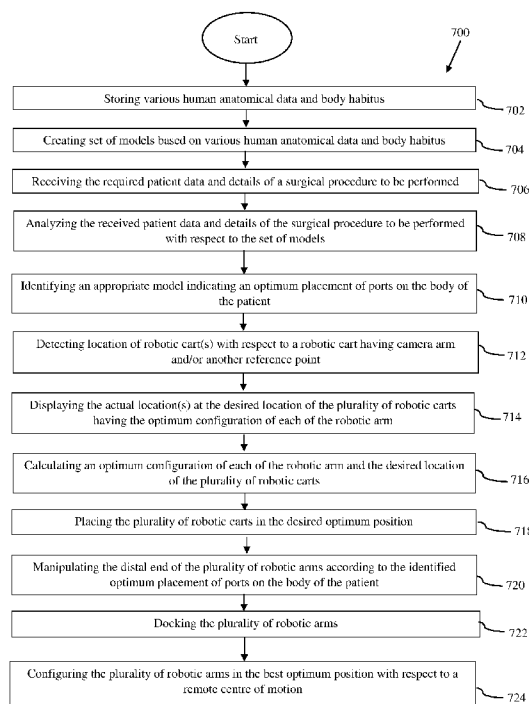 Start
700
Storing various human anatomical data and body habitus
702
Creating set of models based on various human anatomical data and body habitus
704
Receiving the required patient data and details of a surgical procedure to be performed
706
Analyzing the received patient data and details of the surgical procedure to be performed
with respect to the set of models
708
Identifying an appropriate model indicating an optimum placement of ports on the body of
the patient
710
Detecting location of robotic cart(s) with respect to a robotic cart having camera arm
and/or another reference point
712
Displaying the actual location(s) at the desired location of the plurality of robotic carts
having the optimum configuration of each of the robotic arm
714
Calculating an optimum configuration of each of the robotic arm and the desired location
of the plurality of robotic carts
716
Placing the plurality of robotic carts in the desired optimum position
718
Manipulating the distal end of the plurality of robotic arms according to the identified
optimum placement of ports on the body of the patient
720
Docking the plurality of robotic arms
722
Configuring the plurality of robotic arms in the best optimum position with respect to a
remote centre of motion
724